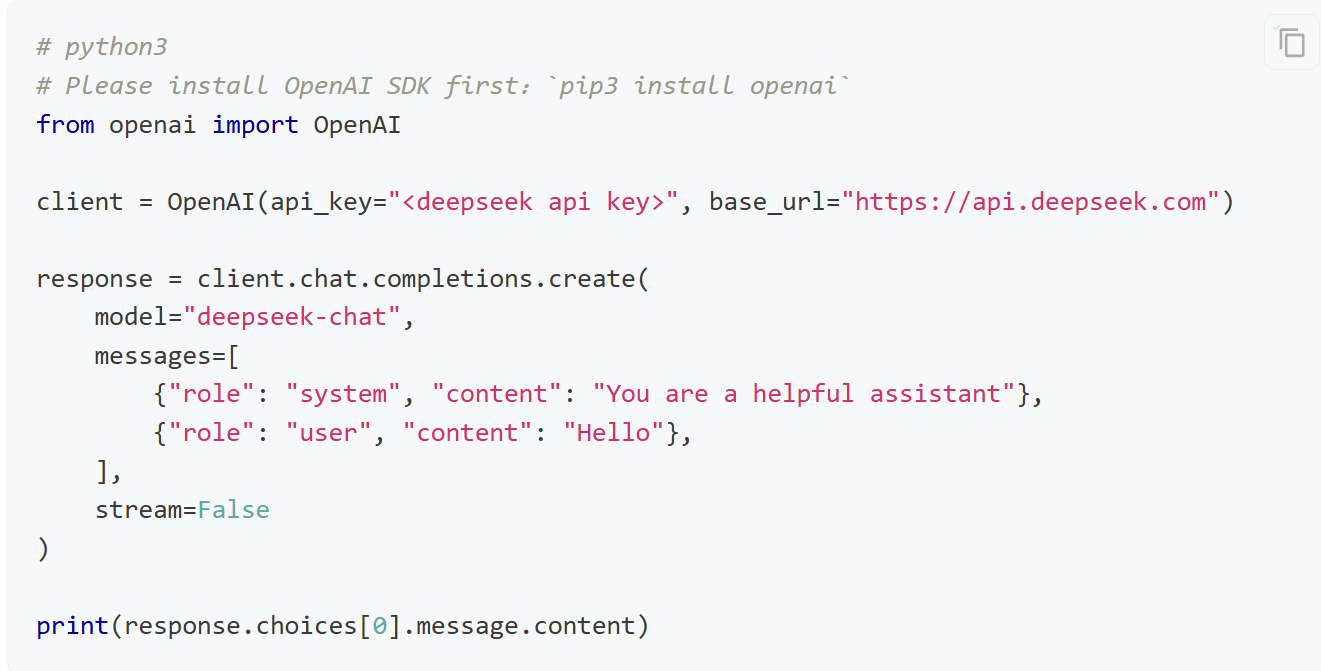 # python3
# Please install OpenAI SDK first: `pip3 install openai`
from openai import OpenAI

client = OpenAI(api_key="<deepseek api key>", base_url="https://api.deepseek.com")

response = client.chat.completions.create(
    model="deepseek-chat",
    messages=[
        {"role": "system", "content": "You are a helpful assistant"},
        {"role": "user", "content": "Hello"},
    ],
    stream=False
)

print(response.choices[0].message.content)